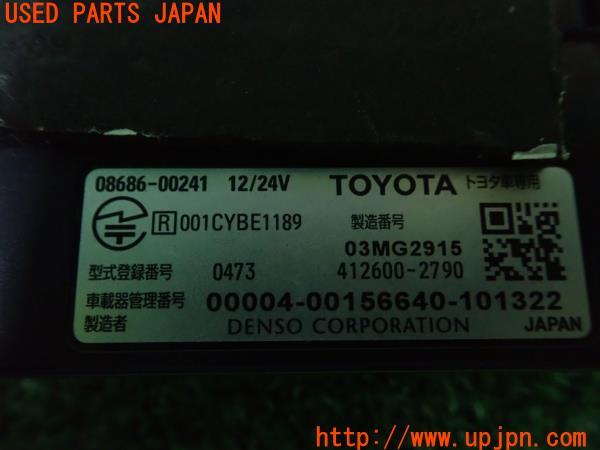 USED PARTS JAPAN
08686-00241 12/24V TOYOTA トヨタ車専用
R 001CYBE1189 製造番号
03MG2915
型式登録番号 0473 412600-2790
車載器管理番号 00004-00156640-101322
製造者 DENSO CORPORATION JAPAN
http://www.upjpn.com/